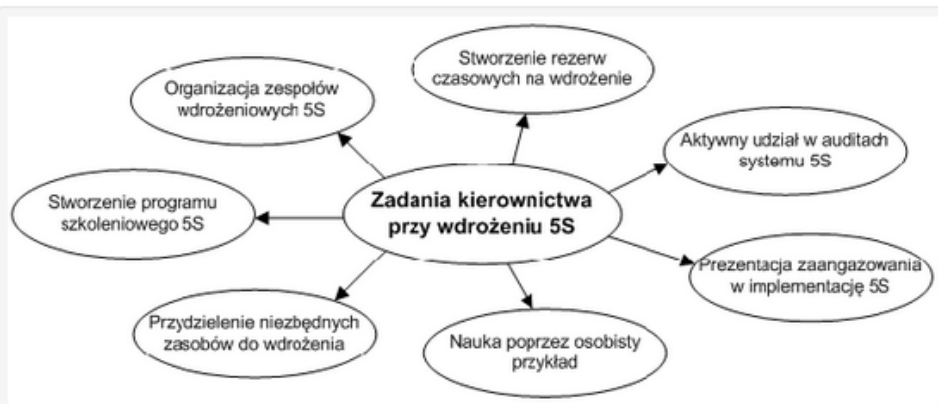 Stworzenie rezerw
czasowych na wdrożenie
Organizacja zespołów
wdrożeniowych 5S
Aktywny udział w auditach
systemu 5S
Zadania kierownictwa
przy wdrożeniu 5S
Stworzenie programu
szkoleniowego 5S
Prezentacja zaangazowania
w implementację 5S
Przydzielenie niezbędnych
zasobów do wdrożenia
Nauka poprzez osobisty
przykład